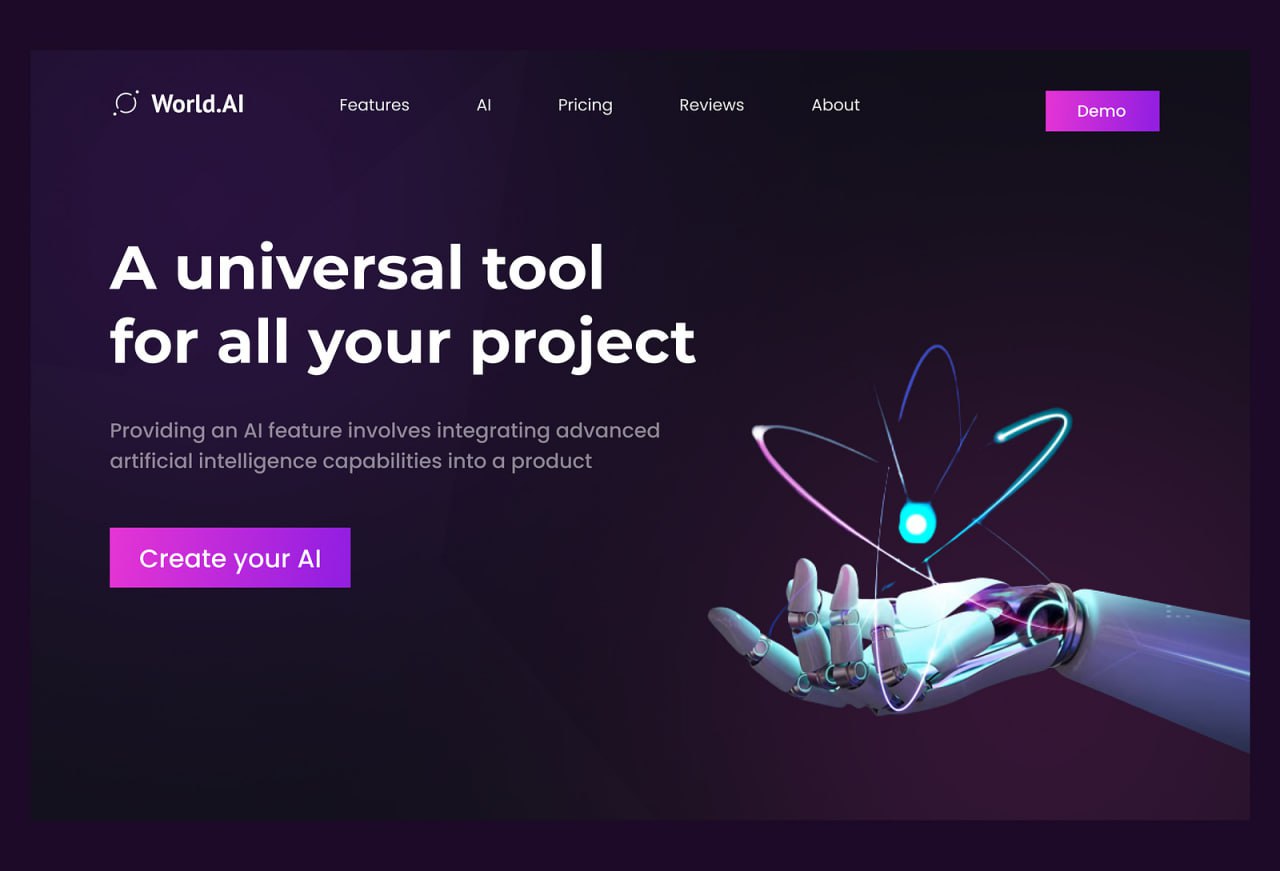 World.AI
Features
AI
Pricing
Reviews
About
Demo
A universal tool
for all your project
Providing an AI feature involves integrating advanced
artificial intelligence capabilities into a product
Create your AI